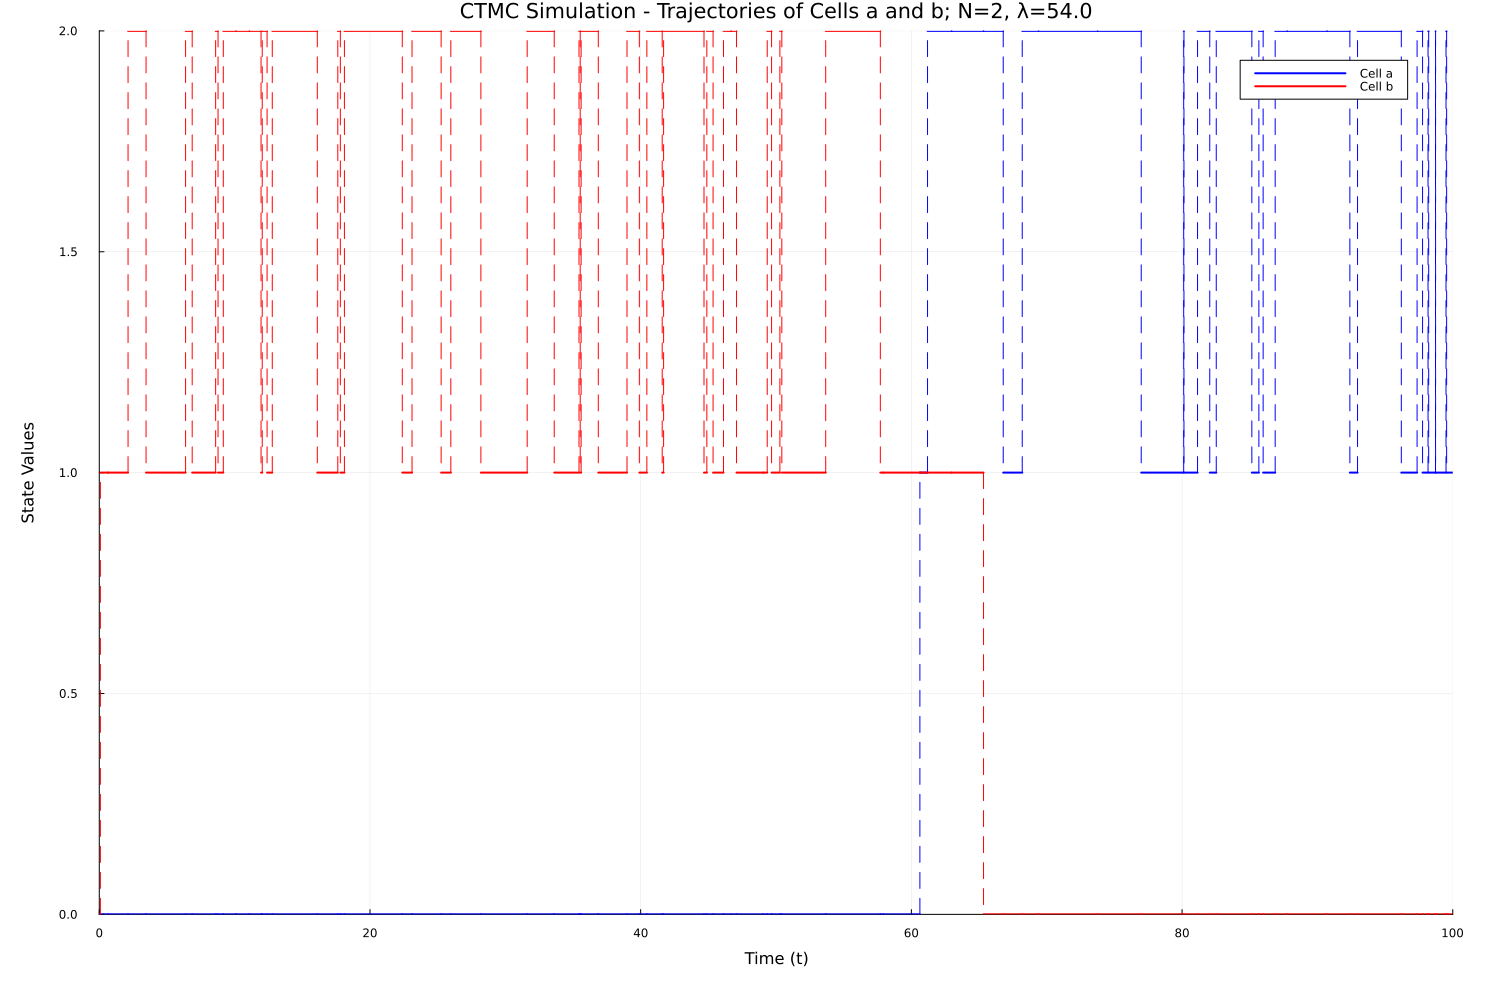 CTMC Simulation - Trajectories of Cells a and b; N=2, λ=54.0
2.0
Cell a
Cell b
1.5
1.0
State Values
0.5
0.0
0 20 40 60 80 100
Time (t)